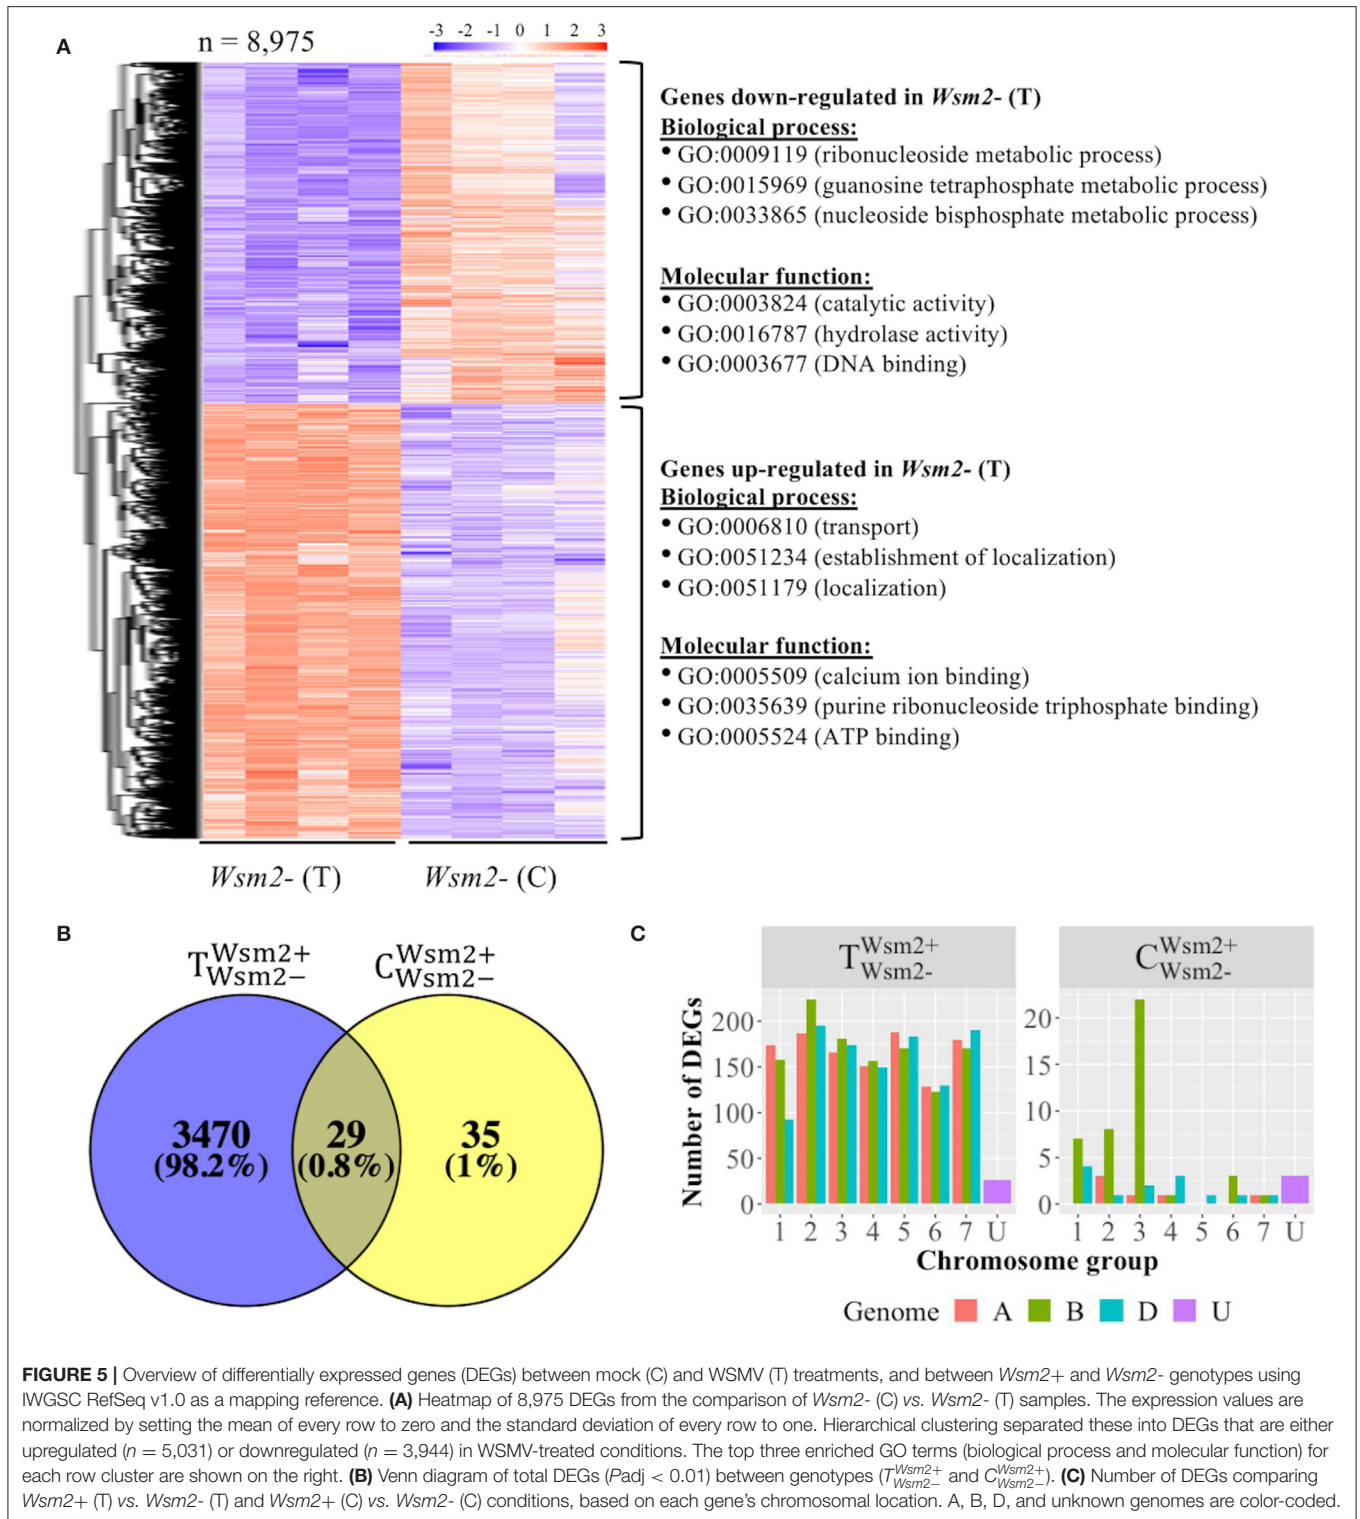 A
n = 8,975
-3 -2 -1 0 1 2 3
Genes down-regulated in Wsm2- (T)
Biological process:
• GO:0009119 (ribonucleoside metabolic process)
• GO:0015969 (guanosine tetraphosphate metabolic process)
• GO:0033865 (nucleoside bisphosphate metabolic process)
Molecular function:
• GO:0003824 (catalytic activity)
• GO:0016787 (hydrolase activity)
• GO:0003677 (DNA binding)
Genes up-regulated in Wsm2- (T)
Biological process:
• GO:0006810 (transport)
• GO:0051234 (establishment of localization)
• GO:0051179 (localization)
Molecular function:
• GO:0005509 (calcium ion binding)
• GO:0035639 (purine ribonucleoside triphosphate binding)
• GO:0005524 (ATP binding)
Wsm2- (T) Wsm2- (C)
B
T Wsm2+ Wsm2− C Wsm2+ Wsm2−
3470 29 35
(98.2%) (0.8%) (1%)
C
T Wsm2+ Wsm2- C Wsm2+ Wsm2-
Number of DEGs
200
150
100
50
0
20
15
10
5
0
1 2 3 4 5 6 7 U 1 2 3 4 5 6 7 U
Chromosome group
Genome A B D U
FIGURE 5 | Overview of differentially expressed genes (DEGs) between mock (C) and WSMV (T) treatments, and between Wsm2+ and Wsm2- genotypes using
IWGSC RefSeq v1.0 as a mapping reference. (A) Heatmap of 8,975 DEGs from the comparison of Wsm2- (C) vs. Wsm2- (T) samples. The expression values are
normalized by setting the mean of every row to zero and the standard deviation of every row to one. Hierarchical clustering separated these into DEGs that are either
upregulated (n = 5,031) or downregulated (n = 3,944) in WSMV-treated conditions. The top three enriched GO terms (biological process and molecular function) for
each row cluster are shown on the right. (B) Venn diagram of total DEGs (Padj < 0.01) between genotypes (T Wsm2+ Wsm2− and C Wsm2+ Wsm2−). (C) Number of DEGs comparing
Wsm2+ (T) vs. Wsm2- (T) and Wsm2+ (C) vs. Wsm2- (C) conditions, based on each gene's chromosomal location. A, B, D, and unknown genomes are color-coded.